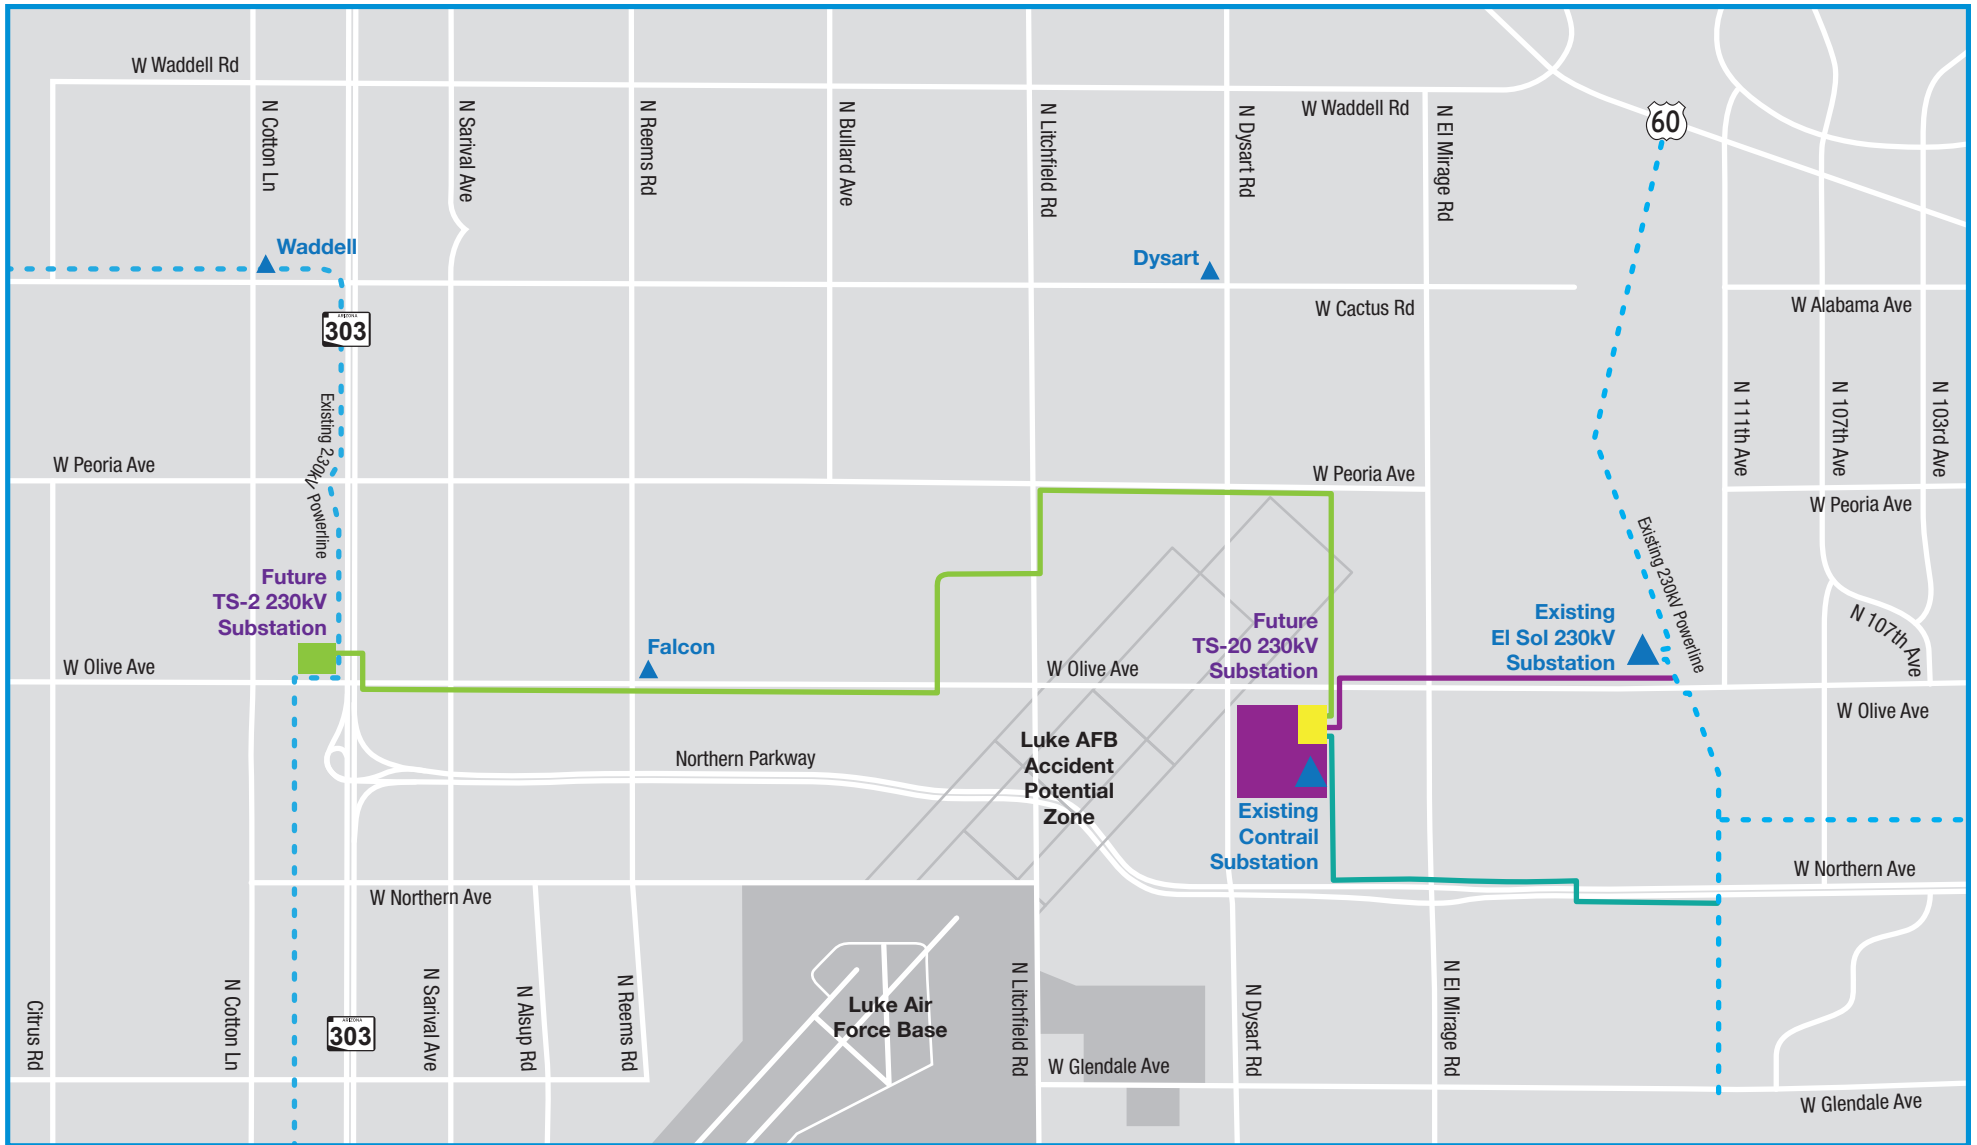 W Waddell Rd
N Cotton Ln
N Sarival Ave
N Reems Rd
N Bullard Ave
N Litchfield Rd
N Dysart Rd
W Waddell Rd
N El Mirage Rd
60
Waddell
Dysart
ARIZONA
303
W Cactus Rd
W Alabama Ave
Existing 230kV Powerline
N 111th Ave
N 107th Ave
N 103rd Ave
W Peoria Ave
W Peoria Ave
W Peoria Ave
Existing 230kV Powerline
Future
TS-2 230kV
Substation
Falcon
Future
TS-20 230kV
Substation
Existing
El Sol 230kV
Substation
N 107th Ave
W Olive Ave
W Olive Ave
W Olive Ave
Northern Parkway
Luke AFB
Accident
Potential
Zone
Existing
Contrail
Substation
W Northern Ave
W Northern Ave
Citrus Rd
N Cotton Ln
ARIZONA
303
N Sarival Ave
N Alsup Rd
N Reems Rd
Luke Air
Force Base
N Litchfield Rd
W Glendale Ave
N Dysart Rd
N El Mirage Rd
W Glendale Ave